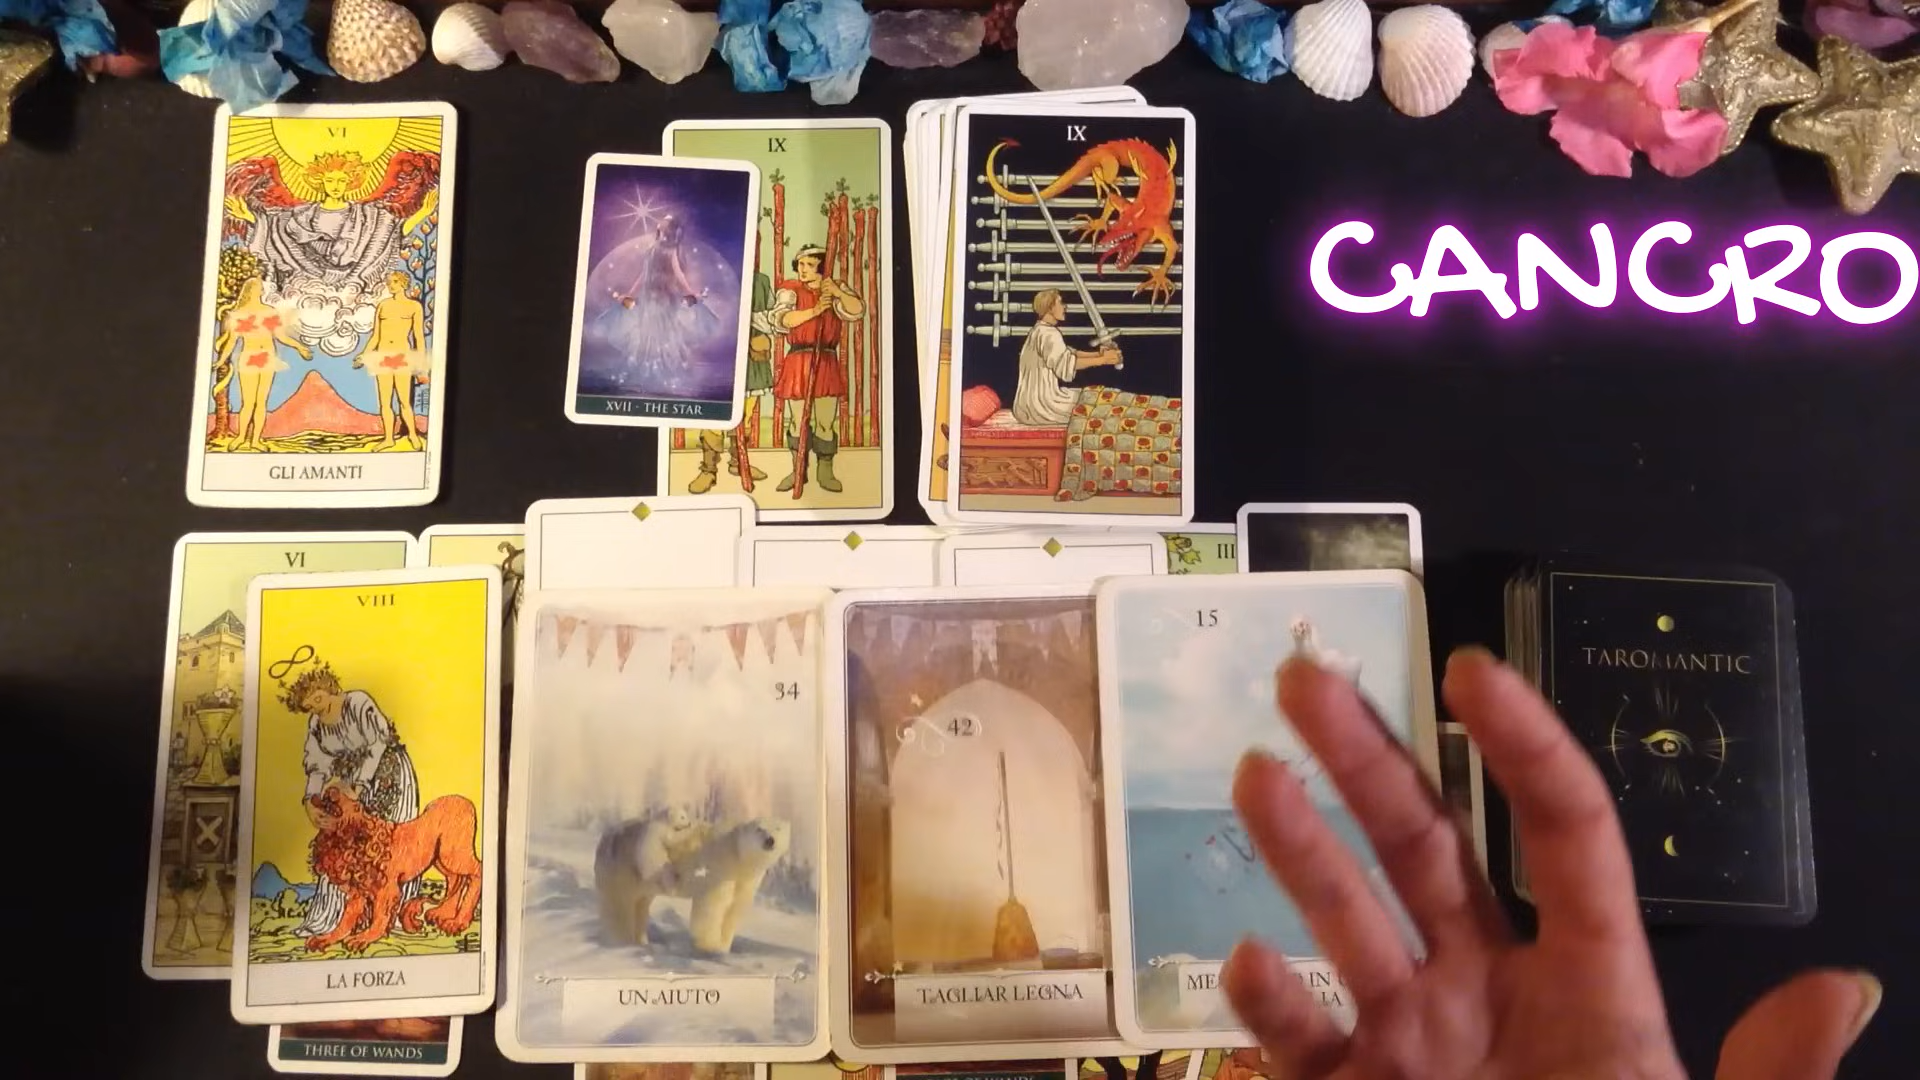 VI
GLI AMANTI
XVII - THE STAR
IX
IX
CANCRO
VI
VIII
LA FORZA
THREE OF WANDS
34
UN AIUTO
42
TAGLIAR LEGNA
III
15
IN
TAROMANTIC